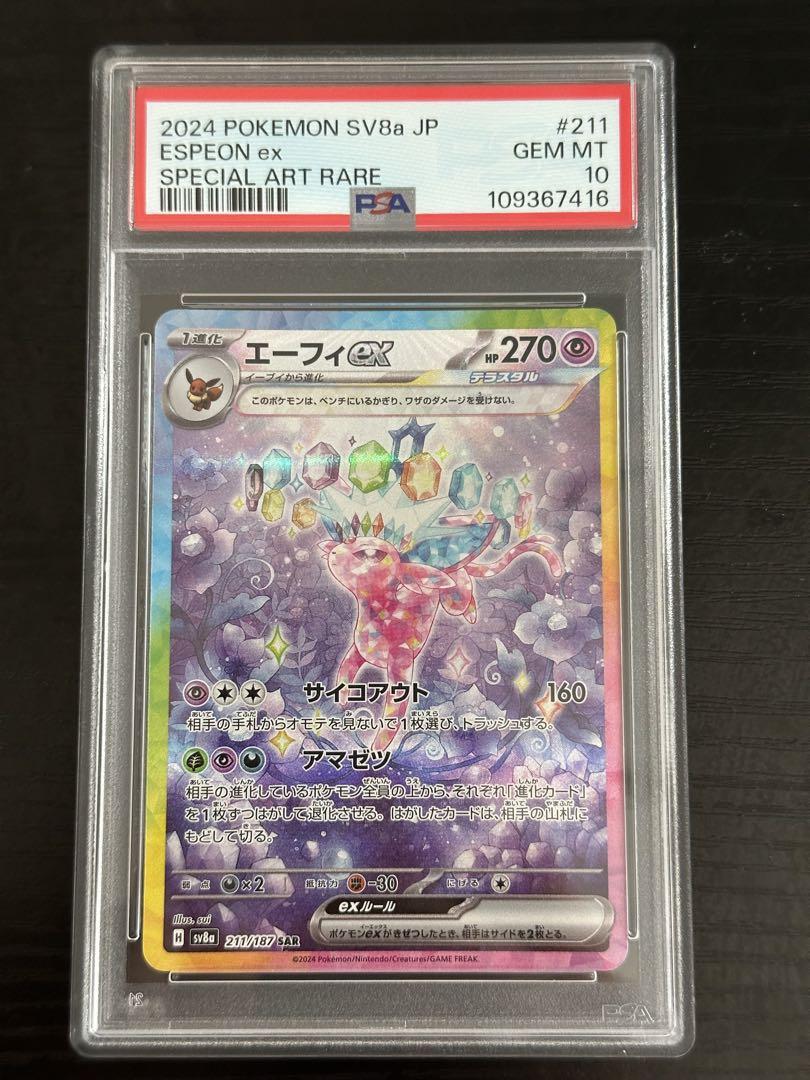 2024 POKEMON SV8a JP #211
ESPEON ex GEM MT
SPECIAL ART RARE 10
PSA 109367416
1進化 エーフィex HP270
イーブイから進化 テラスタル
このポケモンは、ベンチにいるかぎり、ワザのダメージを受けない。
サイコアウト 160
相手の手札からオモテを見ないで1枚選び、トラッシュする。
アマゼツ
相手の進化しているポケモン全員の上から、それぞれ「進化カード」
を1枚ずつはがして退化させる。はがしたカードは、相手の山札に
もどして切る。
弱点 ×2 抵抗力 -30 にげる
Illus. sui exルール
H sv8a 211/187 SAR ポケモンexがきぜつしたとき、相手はサイドを2枚とる。
©2024 Pokémon/Nintendo/Creatures/GAME FREAK.
PSA